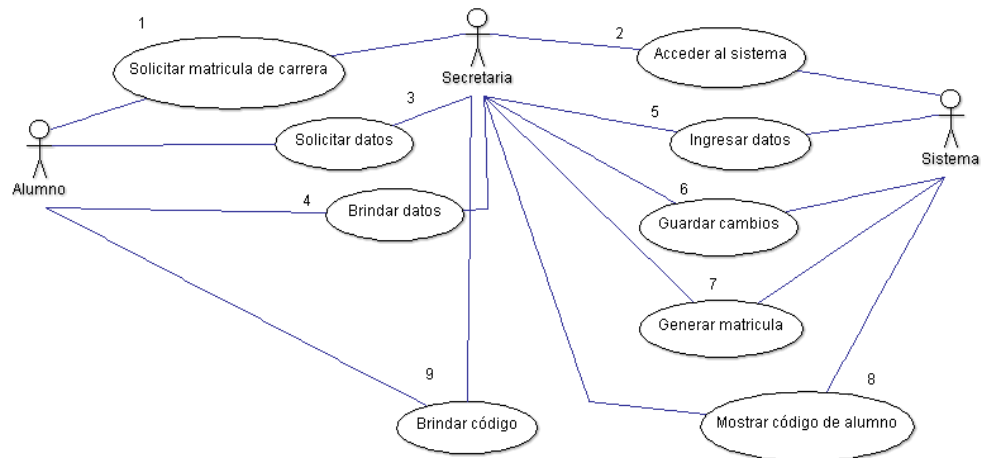 1
Solicitar matricula de carrera
Secretaria
2
Acceder al sistema
3
Solicitar datos
5
Ingresar datos
Alumno
Sistema
4
Brindar datos
6
Guardar cambios
7
Generar matricula
9
Brindar código
8
Mostrar código de alumno